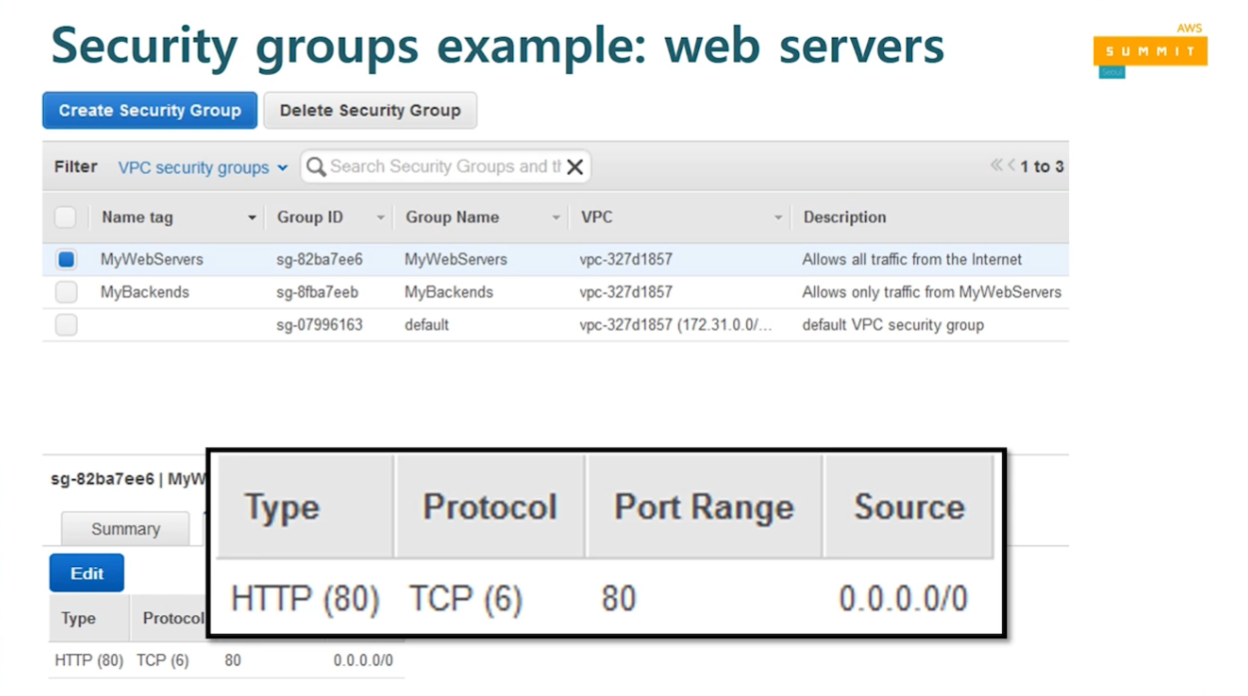 Security groups example: web servers
AWS
SUMMIT
Seoul
Create Security Group Delete Security Group
Filter VPC security groups Search Security Groups and th 1 to 3
Name tag Group ID Group Name VPC Description
MyWebServers sg-82ba7ee6 MyWebServers vpc-327d1857 Allows all traffic from the Internet
MyBackends sg-8fba7eeb MyBackends vpc-327d1857 Allows only traffic from MyWebServers
sg-07996163 default vpc-327d1857 (172.31.0.0/... default VPC security group
sg-82ba7ee6 | MyW
Summary
Edit
Type Protocol
HTTP (80) TCP (6) 80 0.0.0.0/0
Type Protocol Port Range Source
HTTP (80) TCP (6) 80 0.0.0.0/0